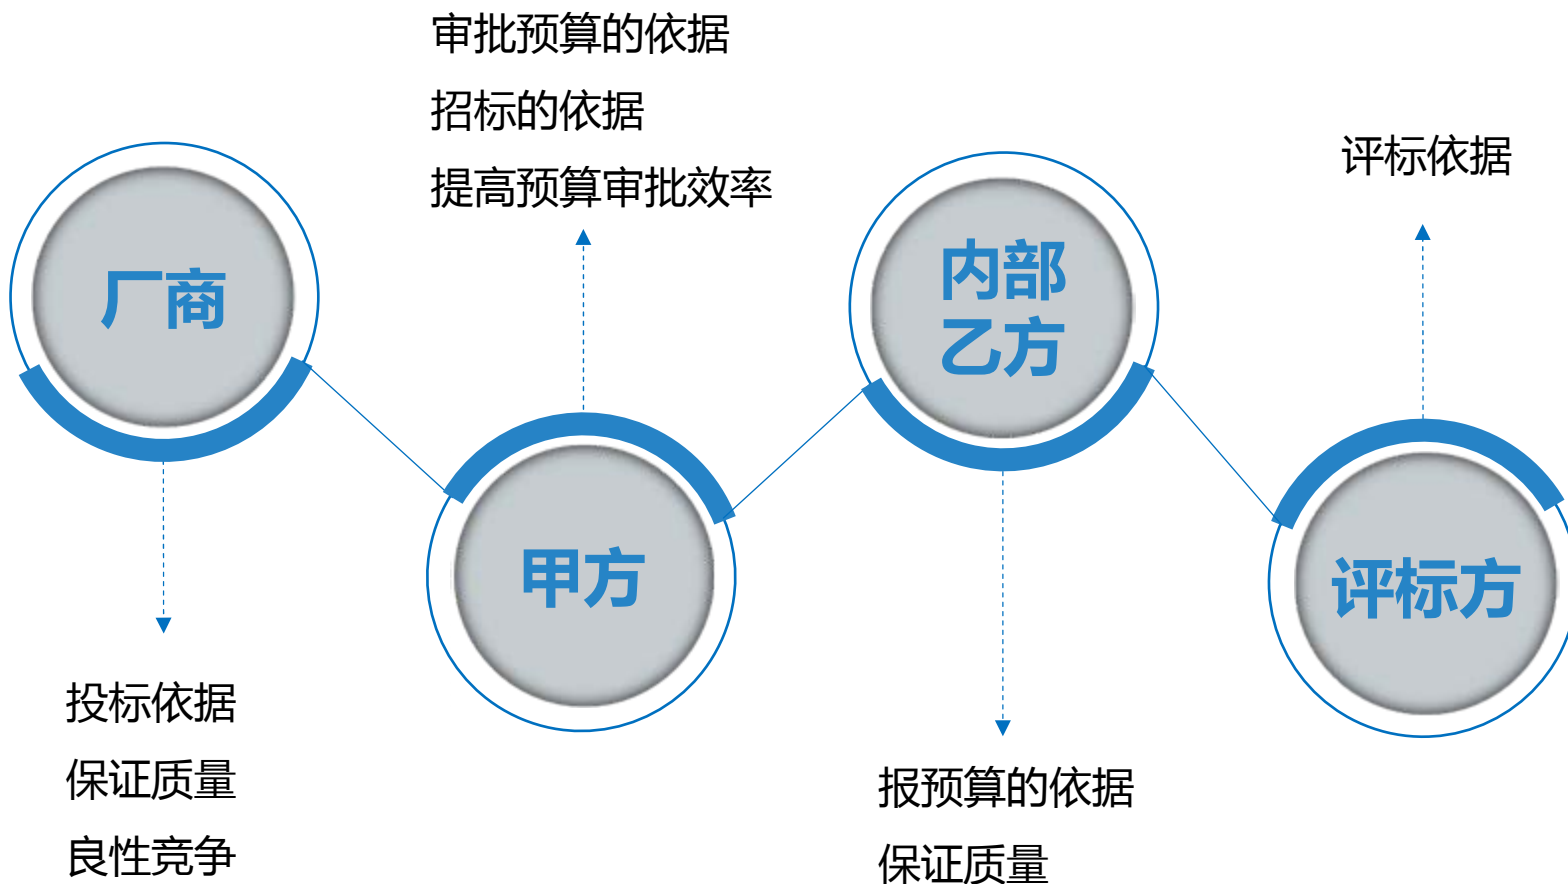 厂商
投标依据
保证质量
良性竞争
审批预算的依据
招标的依据
提高预算审批效率
甲方
内部
乙方
报预算的依据
保证质量
评标依据
评标方